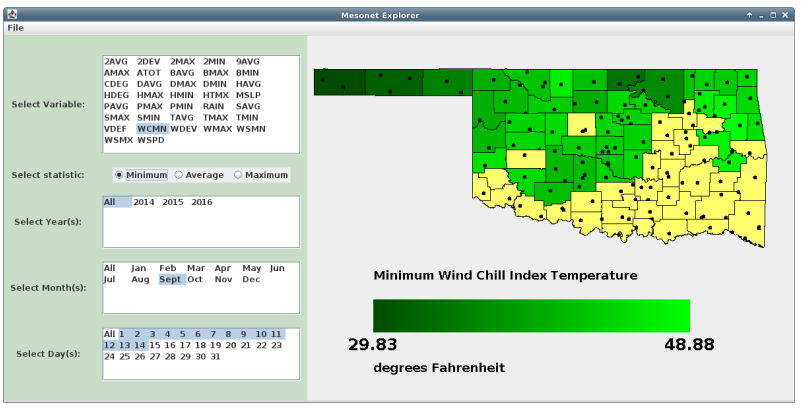 Mesonet Explorer
File
Select Variable:
2AVG 2DEV 2MAX 2MIN 9AVG
AMAX ATOT BAVG BMAX BMIN
CDEG DAVG DMAX DMIN HAVG
HDEG HMAX HMIN HTMX MSLP
PAVG PMAX PMIN RAIN SAVG
SMAX SMIN TAVG TMAX TMIN
VDEF WCMN WDEV WMAX WSMN
WSMX WSPD
Select statistic:
Minimum Average Maximum
Select Year(s):
All 2014 2015 2016
Select Month(s):
All Jan Feb Mar Apr May Jun
Jul Aug Sept Oct Nov Dec
Select Day(s):
All 1 2 3 4 5 6 7 8 9 10 11
12 13 14 15 16 17 18 19 20 21 22 23
24 25 26 27 28 29 30 31
Minimum Wind Chill Index Temperature
29.83 48.88
degrees Fahrenheit